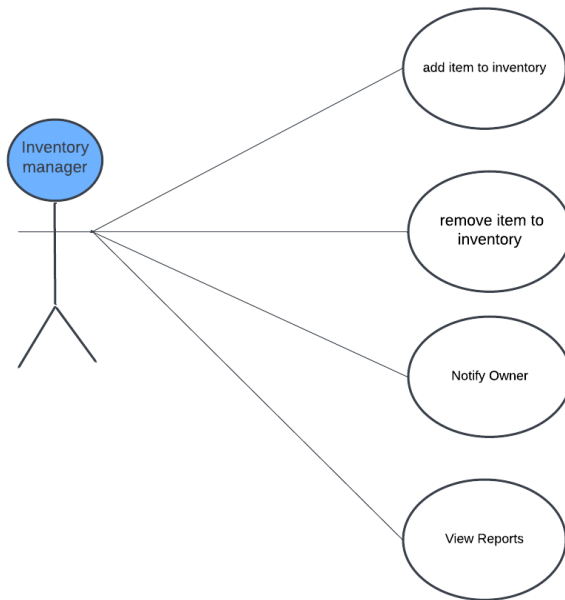 add item to inventory
Inventory
manager
remove item to
inventory
Notify Owner
View Reports